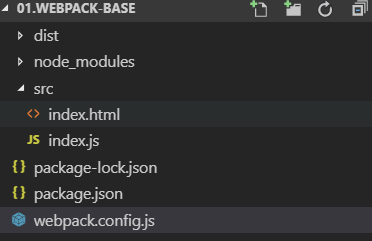 01.WEBPACK-BASE
dist
node_modules
src
<> index.html
JS index.js
{} package-lock.json
{} package.json
webpack.config.js